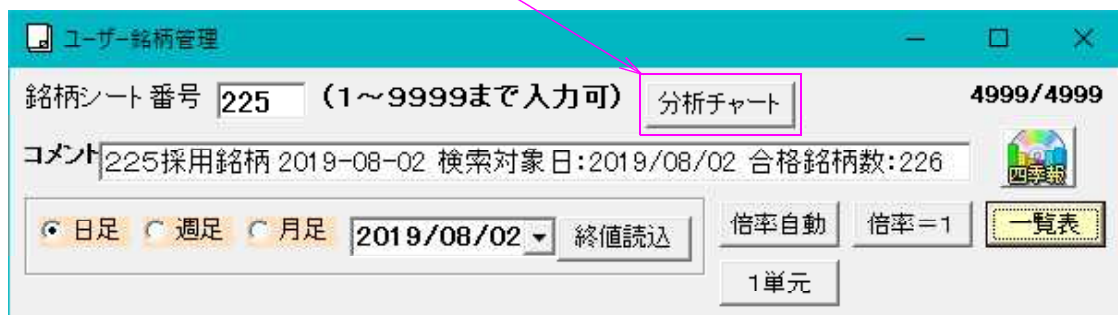 ユーザー銘柄管理
銘柄シート番号 225 (1～9999まで入力可) 分析チャート 4999/4999
コメント 225採用銘柄 2019-08-02 検索対象日:2019/08/02 合格銘柄数:226 四季報
日足 週足 月足 2019/08/02 終値読込 倍率自動 倍率＝1 一覧表
1単元